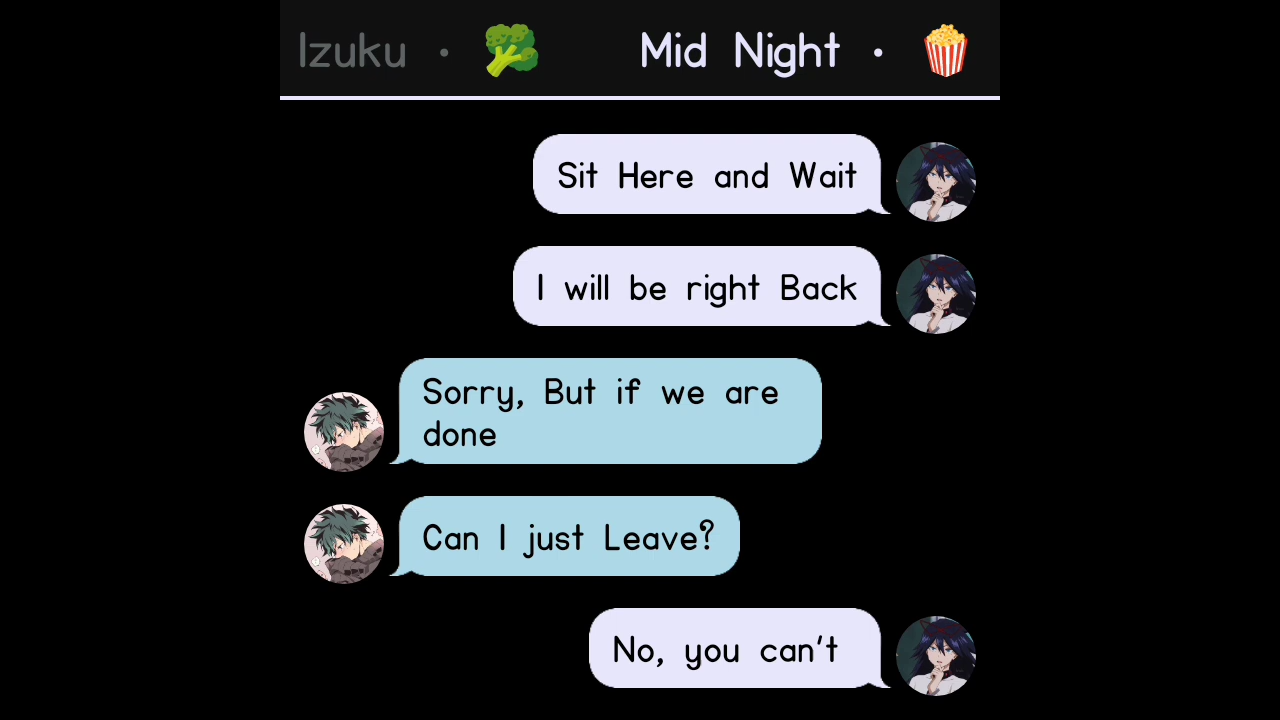 Izuku • 🥦 Mid Night • 🍿
Sit Here and Wait
I will be right Back
Sorry, But if we are
done
Can I just Leave?
No, you can't